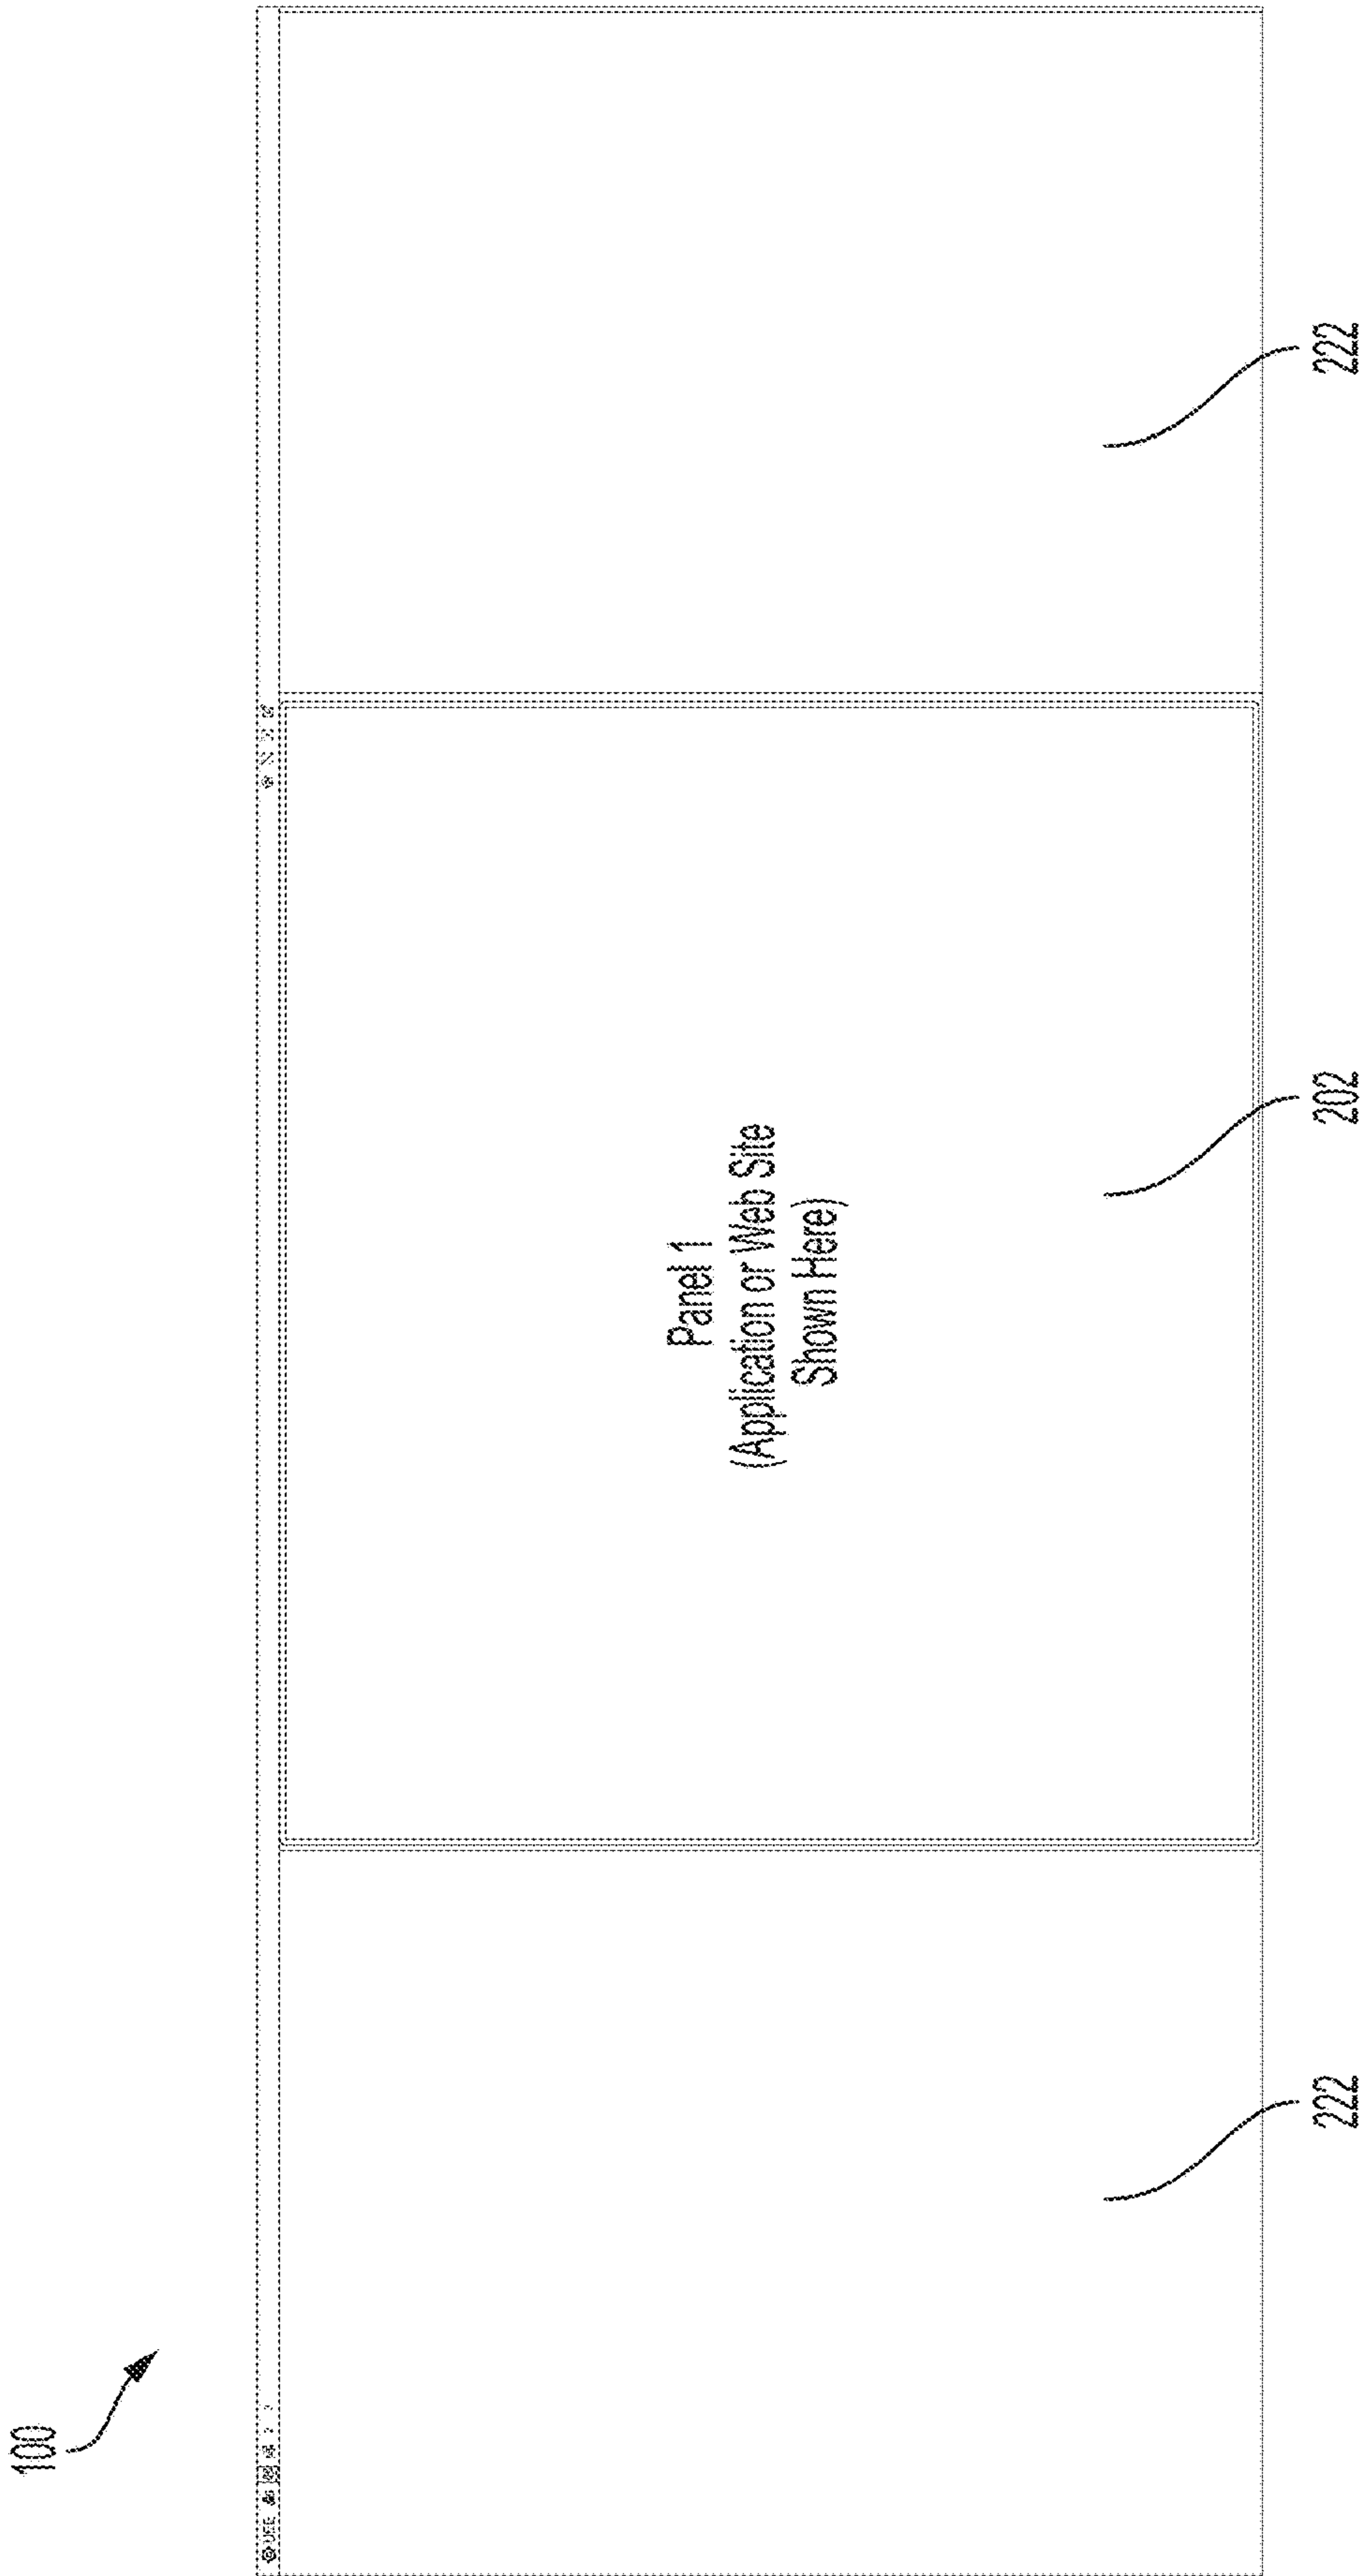 100
Panel 1
(Application or Web Site
Shown Here)
222
202
222